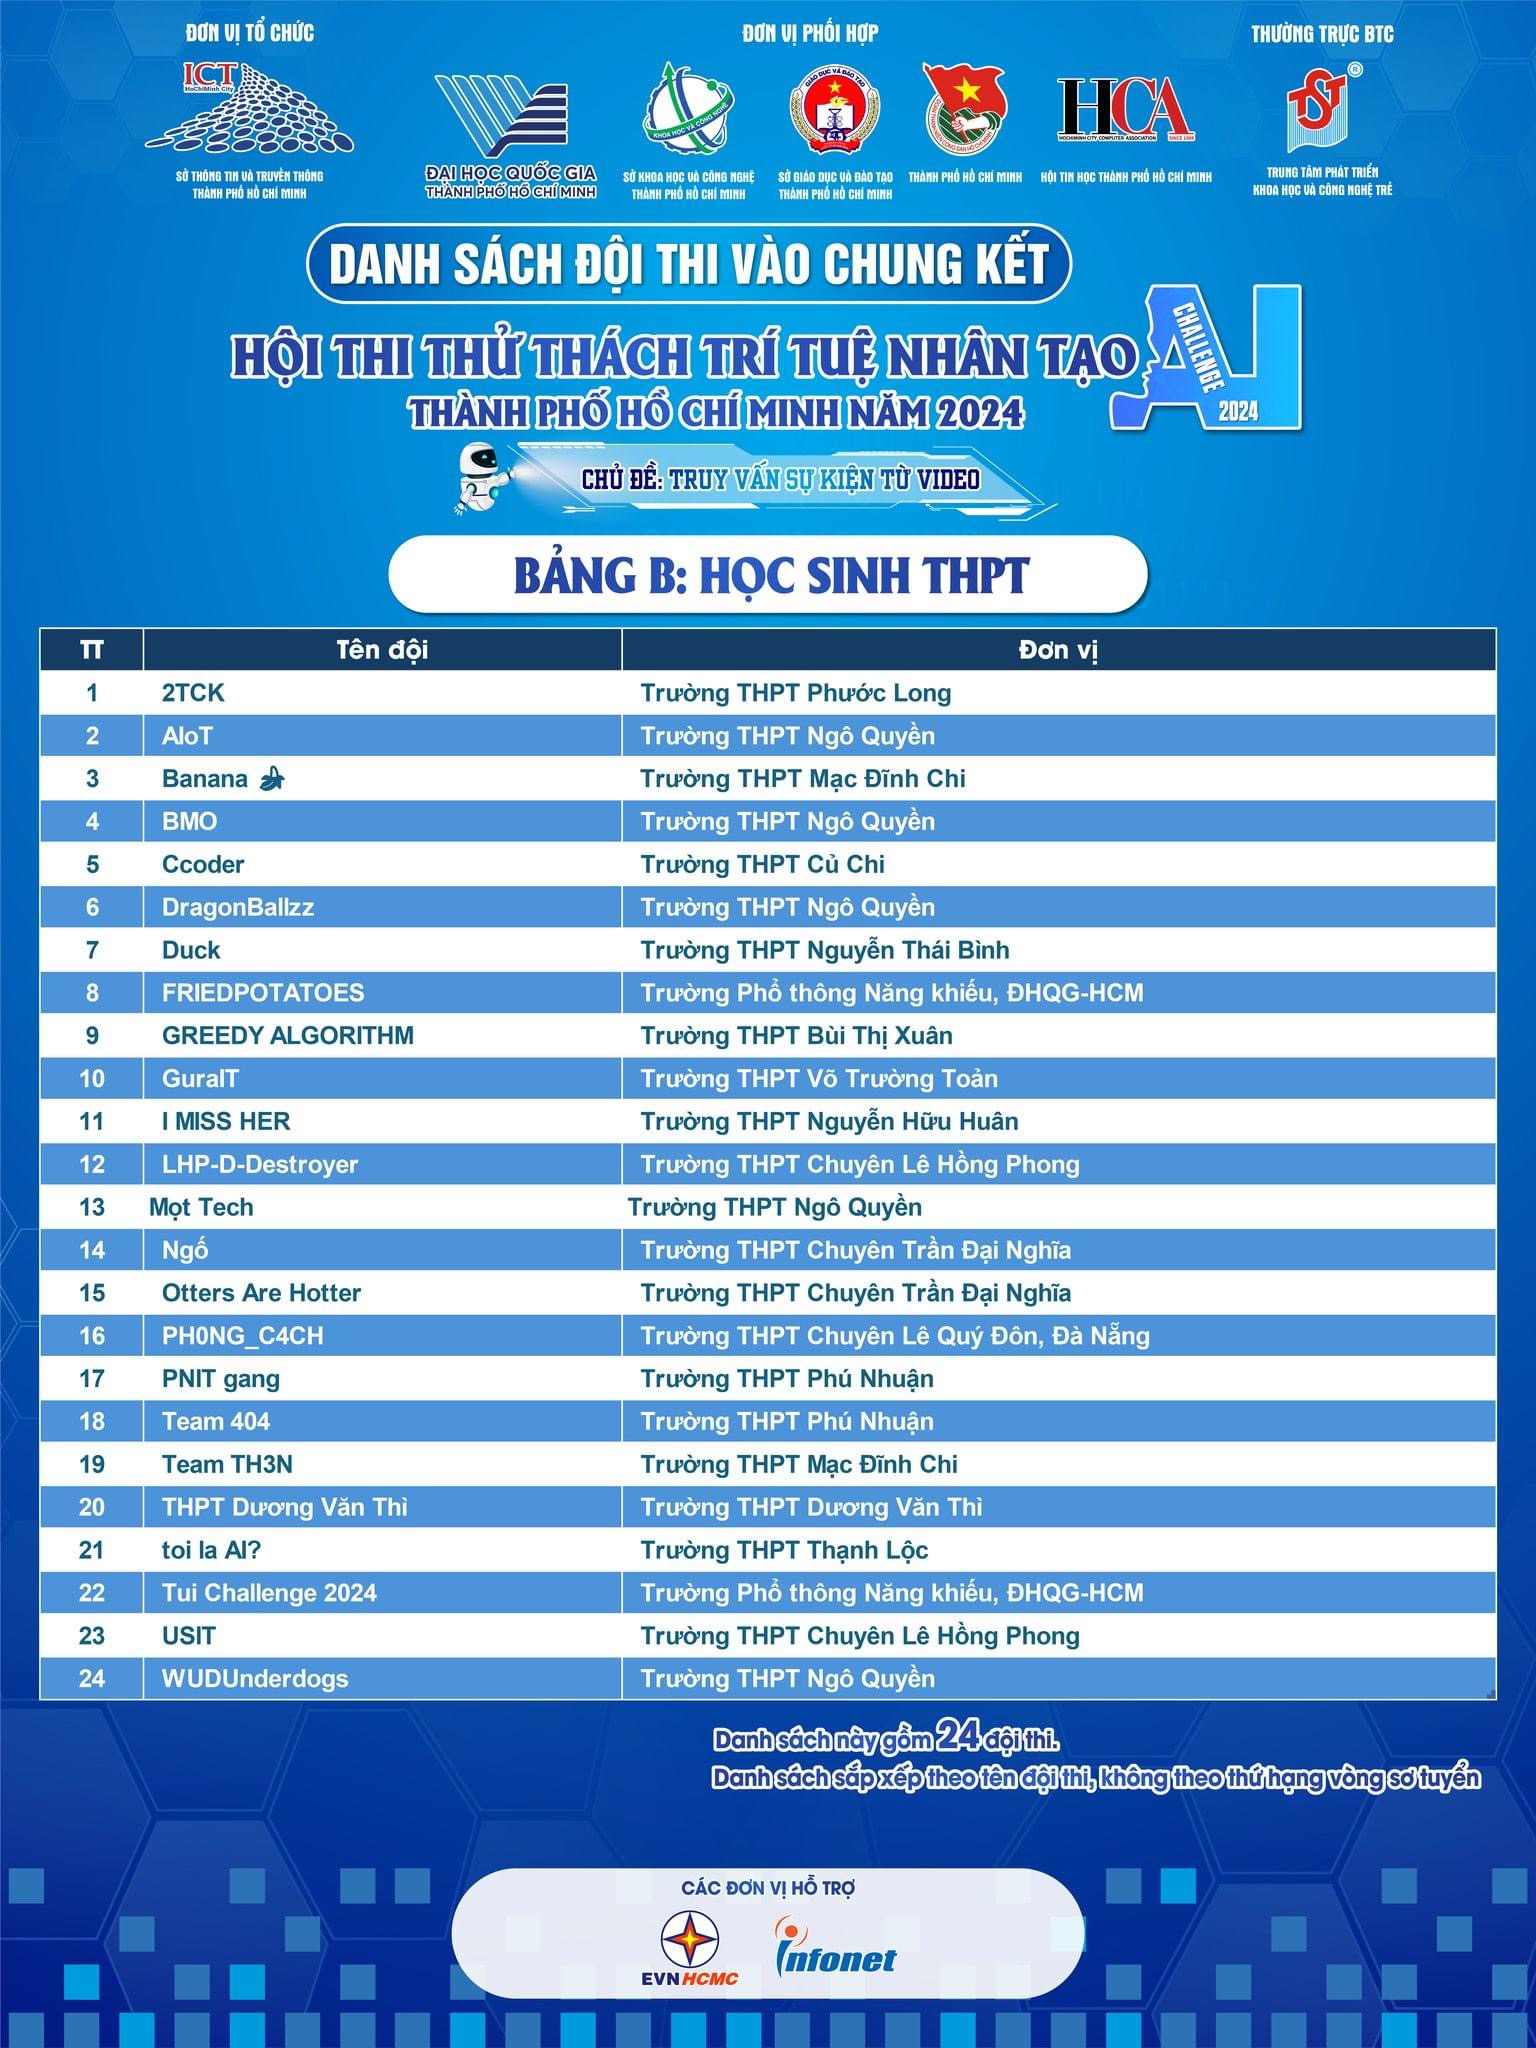 ĐƠN VỊ TỔ CHỨC
ĐƠN VỊ PHỐI HỢP
THƯỜNG TRỰC BTC
ICT
HoChiMinh City
SỞ THÔNG TIN VÀ TRUYỀN THÔNG
THÀNH PHỐ HỒ CHÍ MINH
ĐẠI HỌC QUỐC GIA
THÀNH PHỐ HỒ CHÍ MINH
KHOA HỌC VÀ CÔNG NGHỆ
SỞ KHOA HỌC VÀ CÔNG NGHỆ
THÀNH PHỐ HỒ CHÍ MINH
GIÁO DỤC VÀ ĐÀO TẠO
SỞ GIÁO DỤC VÀ ĐÀO TẠO
THÀNH PHỐ HỒ CHÍ MINH
THÀNH PHỐ HỒ CHÍ MINH
HCA
HOCHIMINH CITY COMPUTER ASSOCIATION
SINCE 1988
HỘI TIN HỌC THÀNH PHỐ HỒ CHÍ MINH
TST
®
TRUNG TÂM PHÁT TRIỂN
KHOA HỌC VÀ CÔNG NGHỆ TRẺ
DANH SÁCH ĐỘI THI VÀO CHUNG KẾT
HỘI THI THỬ THÁCH TRÍ TUỆ NHÂN TẠO
THÀNH PHỐ HỒ CHÍ MINH NĂM 2024
AI
CHALLENGE
2024
CHỦ ĐỀ: TRUY VẤN SỰ KIỆN TỪ VIDEO
BẢNG B: HỌC SINH THPT
TT Tên đội Đơn vị
1 2TCK Trường THPT Phước Long
2 AIoT Trường THPT Ngô Quyền
3 Banana 🍌 Trường THPT Mạc Đĩnh Chi
4 BMO Trường THPT Ngô Quyền
5 Ccoder Trường THPT Củ Chi
6 DragonBallzz Trường THPT Ngô Quyền
7 Duck Trường THPT Nguyễn Thái Bình
8 FRIEDPOTATOES Trường Phổ thông Năng khiếu, ĐHQG-HCM
9 GREEDY ALGORITHM Trường THPT Bùi Thị Xuân
10 GuraIT Trường THPT Võ Trường Toản
11 I MISS HER Trường THPT Nguyễn Hữu Huân
12 LHP-D-Destroyer Trường THPT Chuyên Lê Hồng Phong
13 Mọt Tech Trường THPT Ngô Quyền
14 Ngố Trường THPT Chuyên Trần Đại Nghĩa
15 Otters Are Hotter Trường THPT Chuyên Trần Đại Nghĩa
16 PH0NG_C4CH Trường THPT Chuyên Lê Quý Đôn, Đà Nẵng
17 PNIT gang Trường THPT Phú Nhuận
18 Team 404 Trường THPT Phú Nhuận
19 Team TH3N Trường THPT Mạc Đĩnh Chi
20 THPT Dương Văn Thì Trường THPT Dương Văn Thì
21 toi la AI? Trường THPT Thạnh Lộc
22 Tui Challenge 2024 Trường Phổ thông Năng khiếu, ĐHQG-HCM
23 USIT Trường THPT Chuyên Lê Hồng Phong
24 WUDUnderdogs Trường THPT Ngô Quyền
Danh sách này gồm 24 đội thi.
Danh sách sắp xếp theo tên đội thi, không theo thứ hạng vòng sơ tuyển
CÁC ĐƠN VỊ HỖ TRỢ
EVNHCMC
infonet